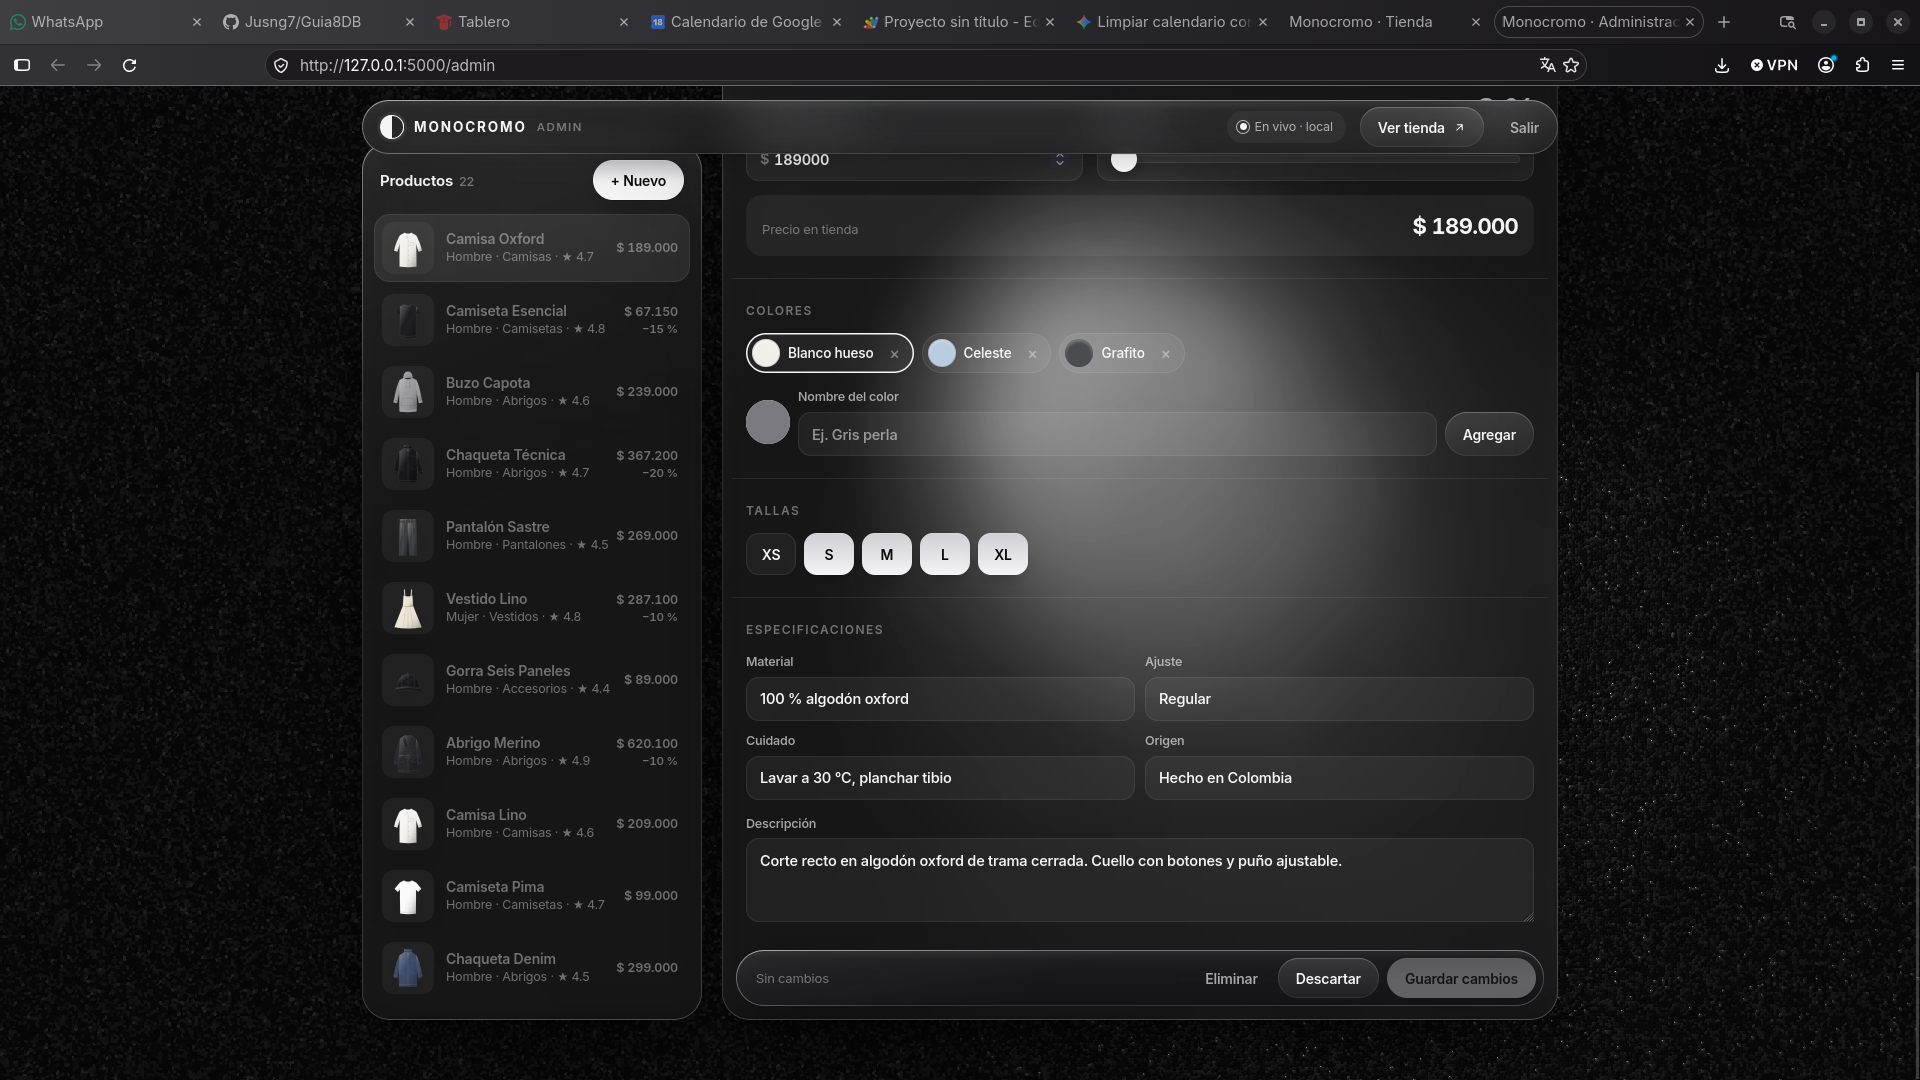 WhatsApp
Jusng7/Guia8DB
Tablero
Calendario de Google
Proyecto sin título - Ec
Limpiar calendario co
Monocromo · Tienda
Monocromo · Administrac
http://127.0.0.1:5000/admin
VPN
MONOCROMO ADMIN
En vivo · local
Ver tienda ↗
Salir
Productos 22
+ Nuevo
Camisa Oxford
Hombre · Camisas · ★ 4.7
$ 189.000
Camiseta Esencial
Hombre · Camisetas · ★ 4.8
$ 67.150
−15 %
Buzo Capota
Hombre · Abrigos · ★ 4.6
$ 239.000
Chaqueta Técnica
Hombre · Abrigos · ★ 4.7
$ 367.200
−20 %
Pantalón Sastre
Hombre · Pantalones · ★ 4.5
$ 269.000
Vestido Lino
Mujer · Vestidos · ★ 4.8
$ 287.100
−10 %
Gorra Seis Paneles
Hombre · Accesorios · ★ 4.4
$ 89.000
Abrigo Merino
Hombre · Abrigos · ★ 4.9
$ 620.100
−10 %
Camisa Lino
Hombre · Camisas · ★ 4.6
$ 209.000
Camiseta Pima
Hombre · Camisetas · ★ 4.7
$ 99.000
Chaqueta Denim
Hombre · Abrigos · ★ 4.5
$ 299.000
$ 189000
Precio en tienda
$ 189.000
COLORES
Blanco hueso ×
Celeste ×
Grafito ×
Nombre del color
Ej. Gris perla
Agregar
TALLAS
XS S M L XL
ESPECIFICACIONES
Material
100 % algodón oxford
Ajuste
Regular
Cuidado
Lavar a 30 °C, planchar tibio
Origen
Hecho en Colombia
Descripción
Corte recto en algodón oxford de trama cerrada. Cuello con botones y puño ajustable.
Sin cambios
Eliminar
Descartar
Guardar cambios